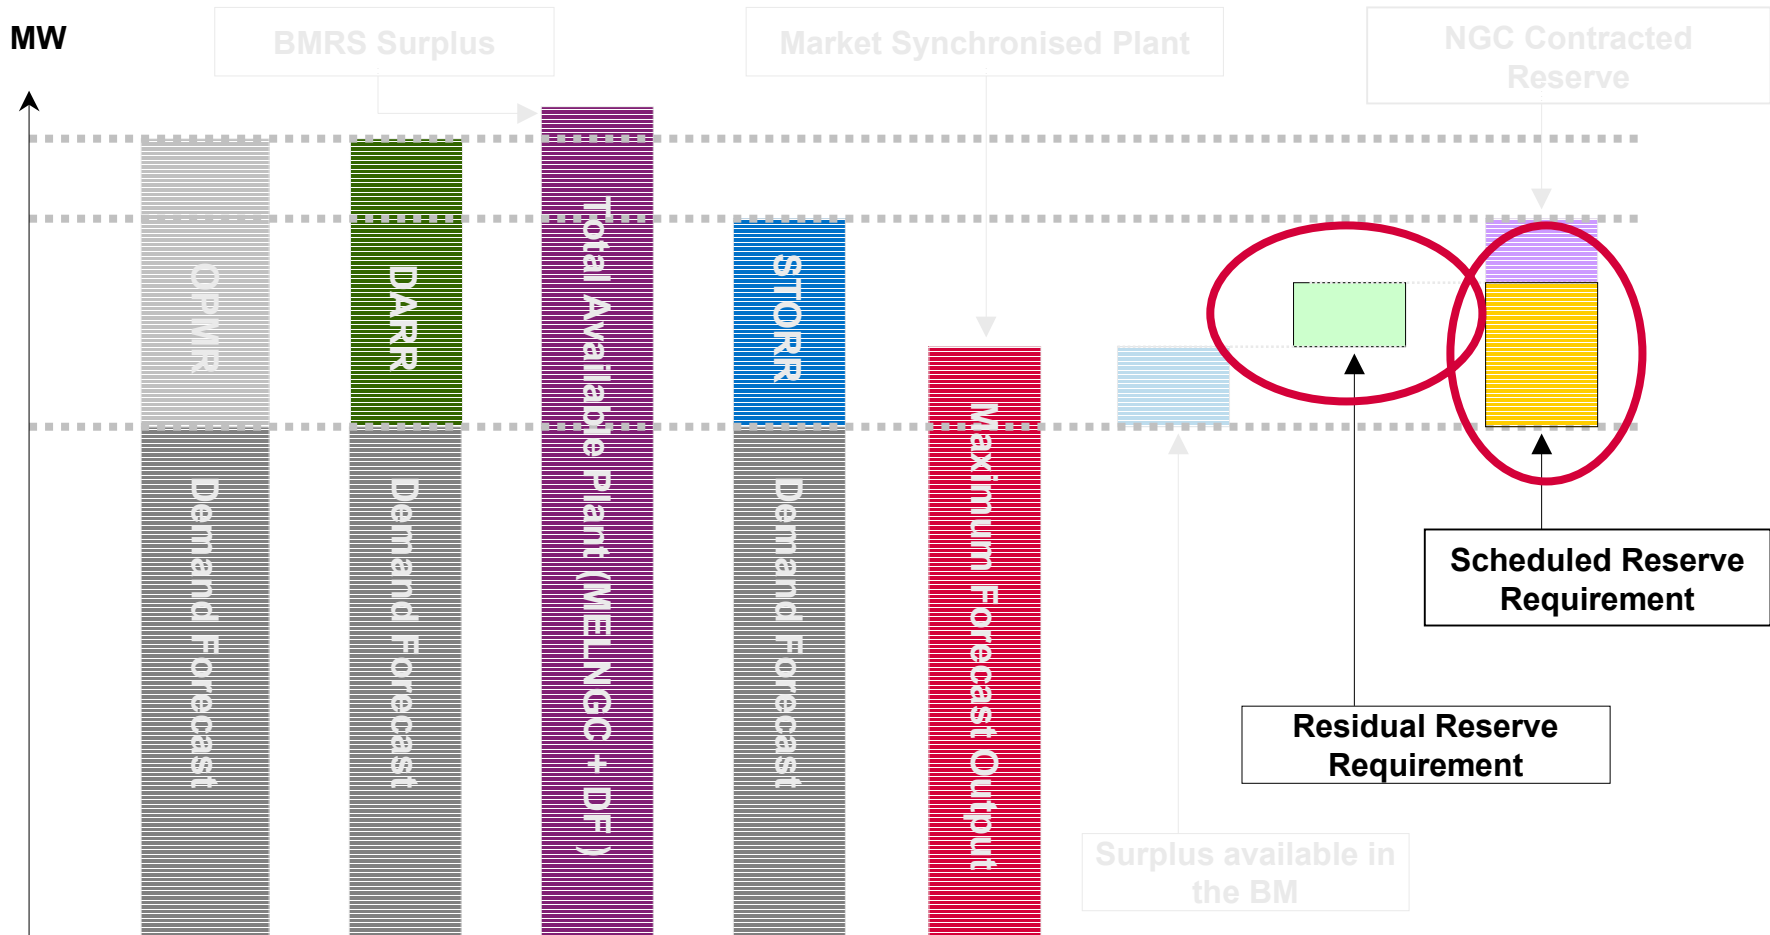 MW
BMRS Surplus
Market Synchronised Plant
NGC Contracted
Reserve
OPMR
Demand Forecast
DARR
Demand Forecast
Total Available Plant (MELNGC + DF )
STORR
Demand Forecast
Maximum Forecast Output
Scheduled Reserve
Requirement
Residual Reserve
Requirement
Surplus available in
the BM